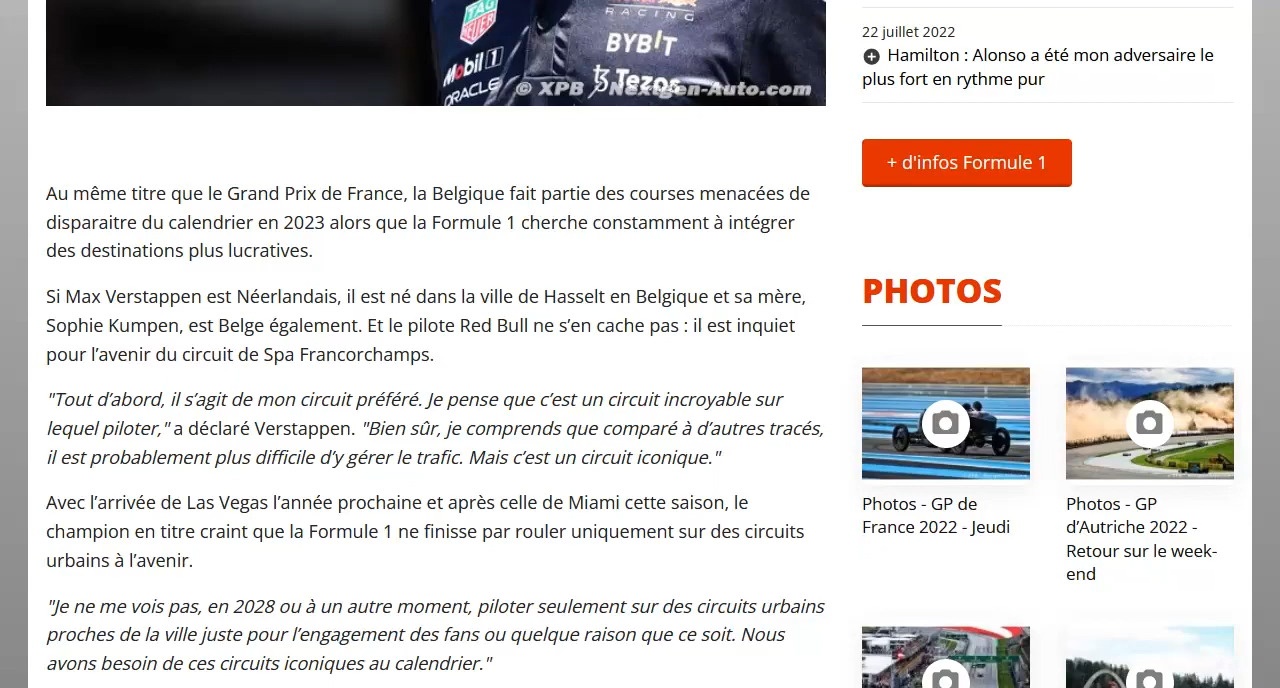 TAG
HEUER
RACING
BYBIT
Mobil 1
Tezos
ORACLE
© XPB / Nextgen-Auto.com
Au même titre que le Grand Prix de France, la Belgique fait partie des courses menacées de
disparaitre du calendrier en 2023 alors que la Formule 1 cherche constamment à intégrer
des destinations plus lucratives.
Si Max Verstappen est Néerlandais, il est né dans la ville de Hasselt en Belgique et sa mère,
Sophie Kumpen, est Belge également. Et le pilote Red Bull ne s’en cache pas : il est inquiet
pour l’avenir du circuit de Spa Francorchamps.
"Tout d’abord, il s’agit de mon circuit préféré. Je pense que c’est un circuit incroyable sur
lequel piloter," a déclaré Verstappen. "Bien sûr, je comprends que comparé à d’autres tracés,
il est probablement plus difficile d’y gérer le trafic. Mais c’est un circuit iconique."
Avec l’arrivée de Las Vegas l’année prochaine et après celle de Miami cette saison, le
champion en titre craint que la Formule 1 ne finisse par rouler uniquement sur des circuits
urbains à l’avenir.
"Je ne me vois pas, en 2028 ou à un autre moment, piloter seulement sur des circuits urbains
proches de la ville juste pour l’engagement des fans ou quelque raison que ce soit. Nous
avons besoin de ces circuits iconiques au calendrier."
22 juillet 2022
Hamilton : Alonso a été mon adversaire le
plus fort en rythme pur
+ d'infos Formule 1
PHOTOS
Photos - GP de
France 2022 - Jeudi
Photos - GP
d’Autriche 2022 -
Retour sur le week-
end